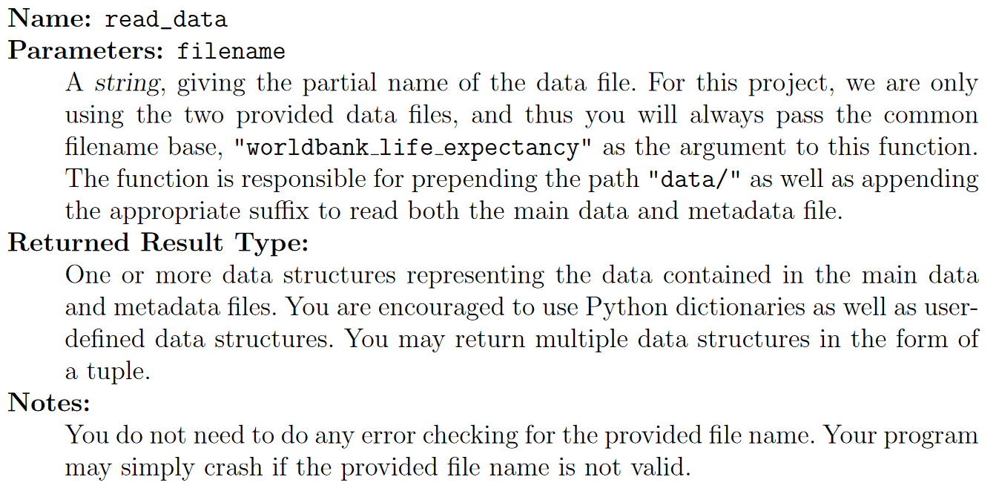 Name: read_data
Parameters: filename
A string, giving the partial name of the data file. For this project, we are only
using the two provided data files, and thus you will always pass the common
filename base, "worldbank_life_expectancy" as the argument to this function.
The function is responsible for prepending the path "data/" as well as appending
the appropriate suffix to read both the main data and metadata file.
Returned Result Type:
One or more data structures representing the data contained in the main data
and metadata files. You are encouraged to use Python dictionaries as well as user-
defined data structures. You may return multiple data structures in the form of
a tuple.
Notes:
You do not need to do any error checking for the provided file name. Your program
may simply crash if the provided file name is not valid.